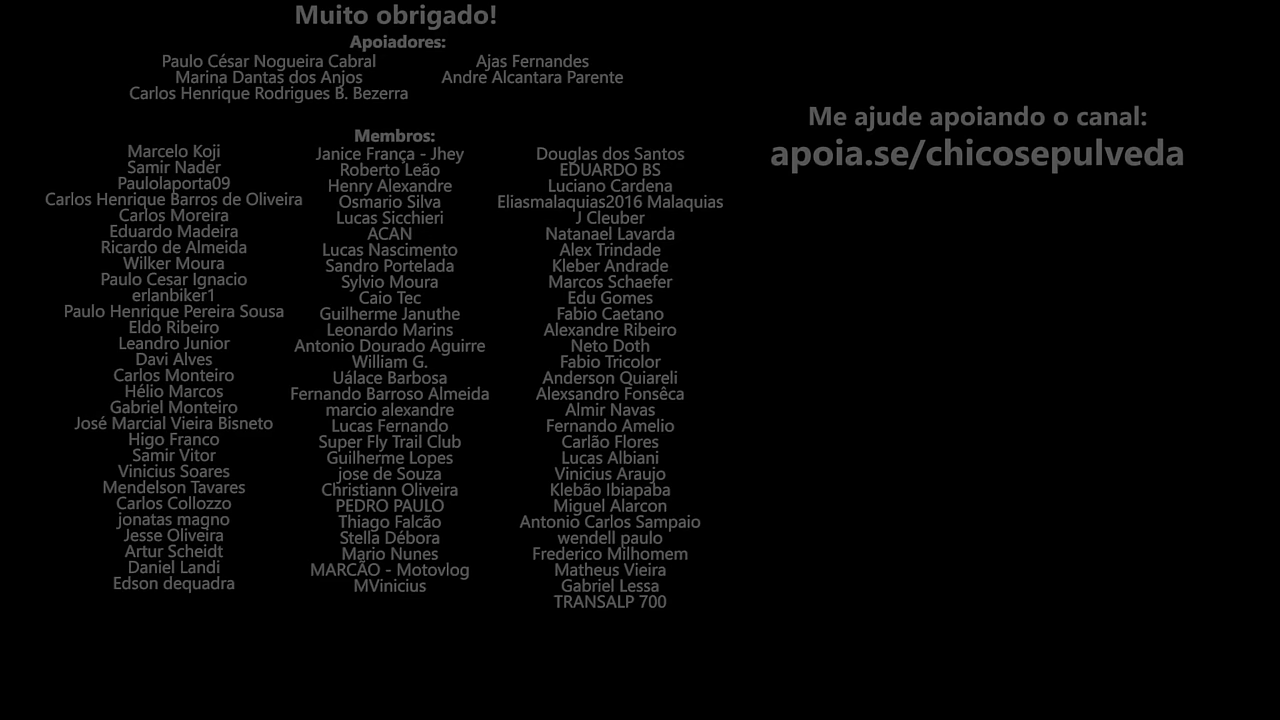 Muito obrigado!
Apoiadores:
Paulo César Nogueira Cabral
Marina Dantas dos Anjos
Carlos Henrique Rodrigues B. Bezerra
Ajas Fernandes
Andre Alcantara Parente
Membros:
Marcelo Koji
Samir Nader
Paulolaporta09
Carlos Henrique Barros de Oliveira
Carlos Moreira
Eduardo Madeira
Ricardo de Almeida
Wilker Moura
Paulo Cesar Ignacio
erlanbiker1
Paulo Henrique Pereira Sousa
Eldo Ribeiro
Leandro Junior
Davi Alves
Carlos Monteiro
Hélio Marcos
Gabriel Monteiro
José Marcial Vieira Bisneto
Higo Franco
Samir Vitor
Vinicius Soares
Mendelson Tavares
Carlos Collozzo
jonatas magno
Jesse Oliveira
Artur Scheidt
Daniel Landi
Edson dequadra
Janice França - Jhey
Roberto Leão
Henry Alexandre
Osmario Silva
Lucas Sicchieri
ACAN
Lucas Nascimento
Sandro Portelada
Sylvio Moura
Caio Tec
Guilherme Januthe
Leonardo Marins
Antonio Dourado Aguirre
William G.
Uálace Barbosa
Fernando Barroso Almeida
marcio alexandre
Lucas Fernando
Super Fly Trail Club
Guilherme Lopes
jose de Souza
Christiann Oliveira
PEDRO PAULO
Thiago Falcão
Stella Débora
Mario Nunes
MARCÃO - Motovlog
MVinicius
Douglas dos Santos
EDUARDO BS
Luciano Cardena
Eliasmalaquias2016 Malaquias
J Cleuber
Natanael Lavarda
Alex Trindade
Kleber Andrade
Marcos Schaefer
Edu Gomes
Fabio Caetano
Alexandre Ribeiro
Neto Doth
Fabio Tricolor
Anderson Quiareli
Alexsandro Fonsêca
Almir Navas
Fernando Amelio
Carlão Flores
Lucas Albiani
Vinicius Araujo
Klebão Ibiapaba
Miguel Alarcon
Antonio Carlos Sampaio
wendell paulo
Frederico Milhomem
Matheus Vieira
Gabriel Lessa
TRANSALP 700
Me ajude apoiando o canal:
apoia.se/chicosepulveda